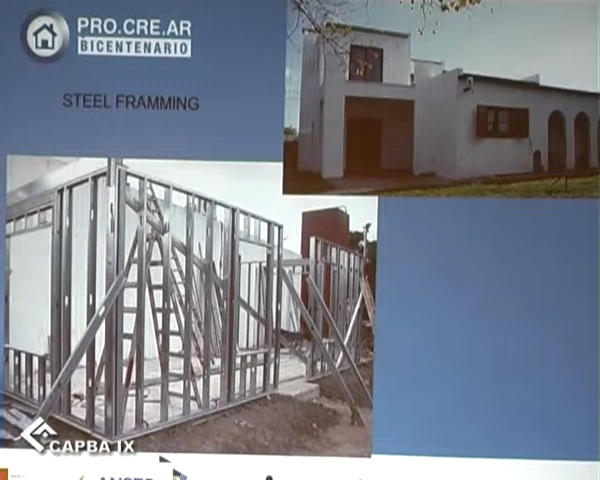 PRO.CRE.AR
BICENTENARIO
STEEL FRAMMING
CAPBA IX